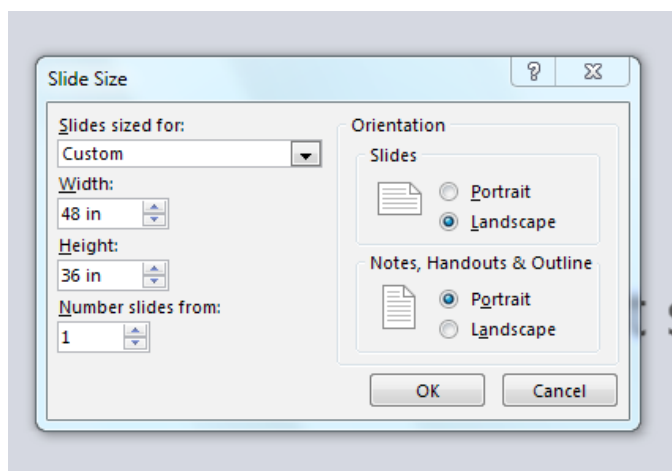 Slide Size
Slides sized for:
Custom
Width:
48 in
Height:
36 in
Number slides from:
1
Orientation
Slides
Portrait
Landscape
Notes, Handouts & Outline
Portrait
Landscape
OK
Cancel